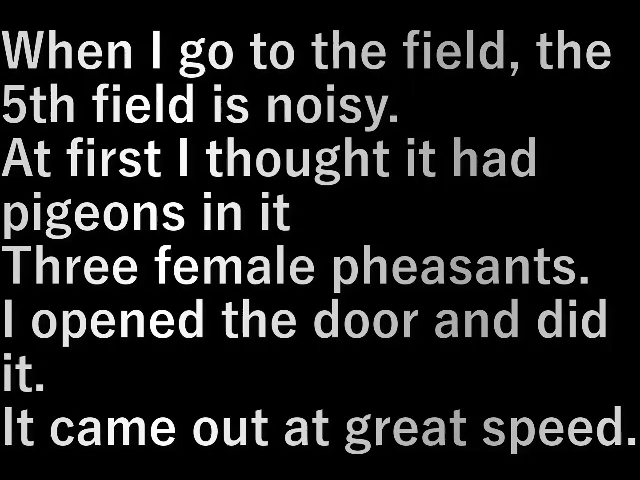 When I go to the field, the
5th field is noisy.
At first I thought it had
pigeons in it
Three female pheasants.
I opened the door and did
it.
It came out at great speed.